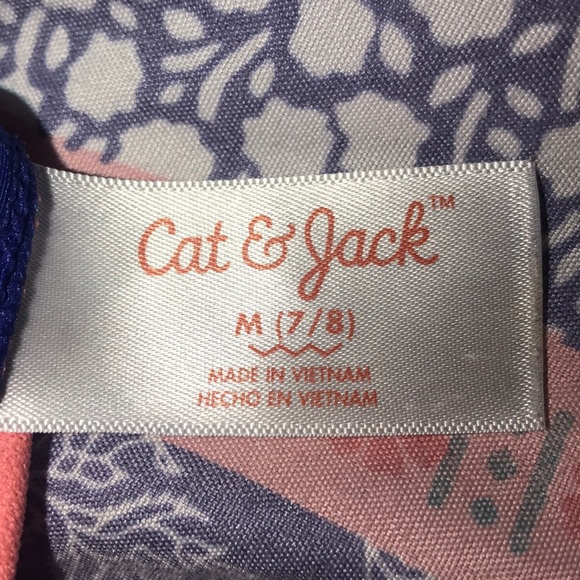 Cat & Jack™
M (7/8)
MADE IN VIETNAM
HECHO EN VIETNAM